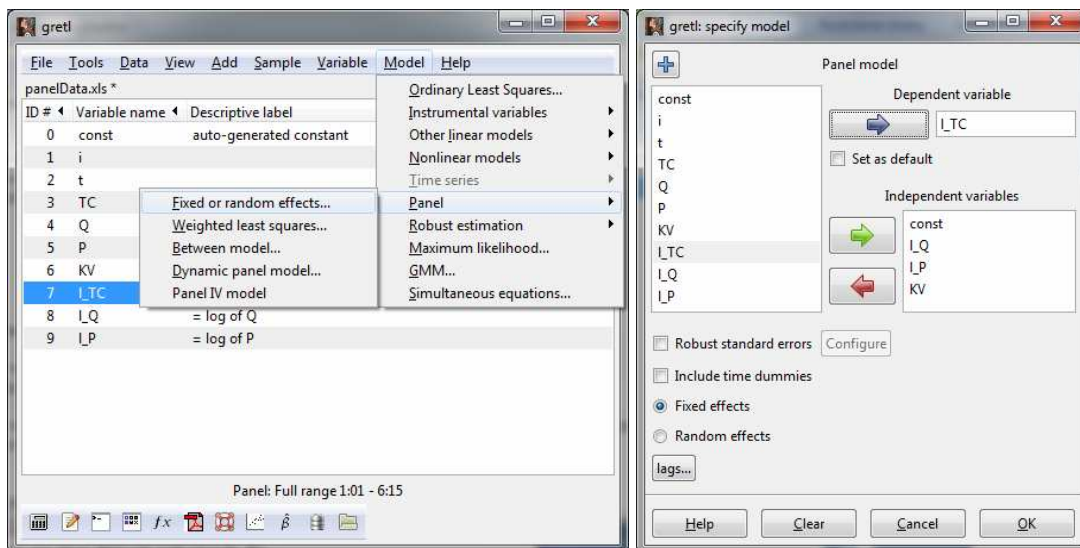 gretl
File Tools Data View Add Sample Variable Model Help
panelData.xls *
ID # Variable name Descriptive label
0 const auto-generated constant
1 i
2 t
3 TC
4 Q
5 P
6 KV
7 l_TC
8 l_Q = log of Q
9 l_P = log of P
Ordinary Least Squares...
Instrumental variables
Other linear models
Nonlinear models
Time series
Panel
Robust estimation
Maximum likelihood...
GMM...
Simultaneous equations...
Fixed or random effects...
Weighted least squares...
Between model...
Dynamic panel model...
Panel IV model
Panel: Full range 1:01 - 6:15
fx β̂
gretl: specify model
Panel model
const
i
t
TC
Q
P
KV
l_TC
l_Q
l_P
Dependent variable
l_TC
Set as default
Independent variables
const
l_Q
l_P
KV
Robust standard errors Configure
Include time dummies
Fixed effects
Random effects
lags...
Help Clear Cancel OK